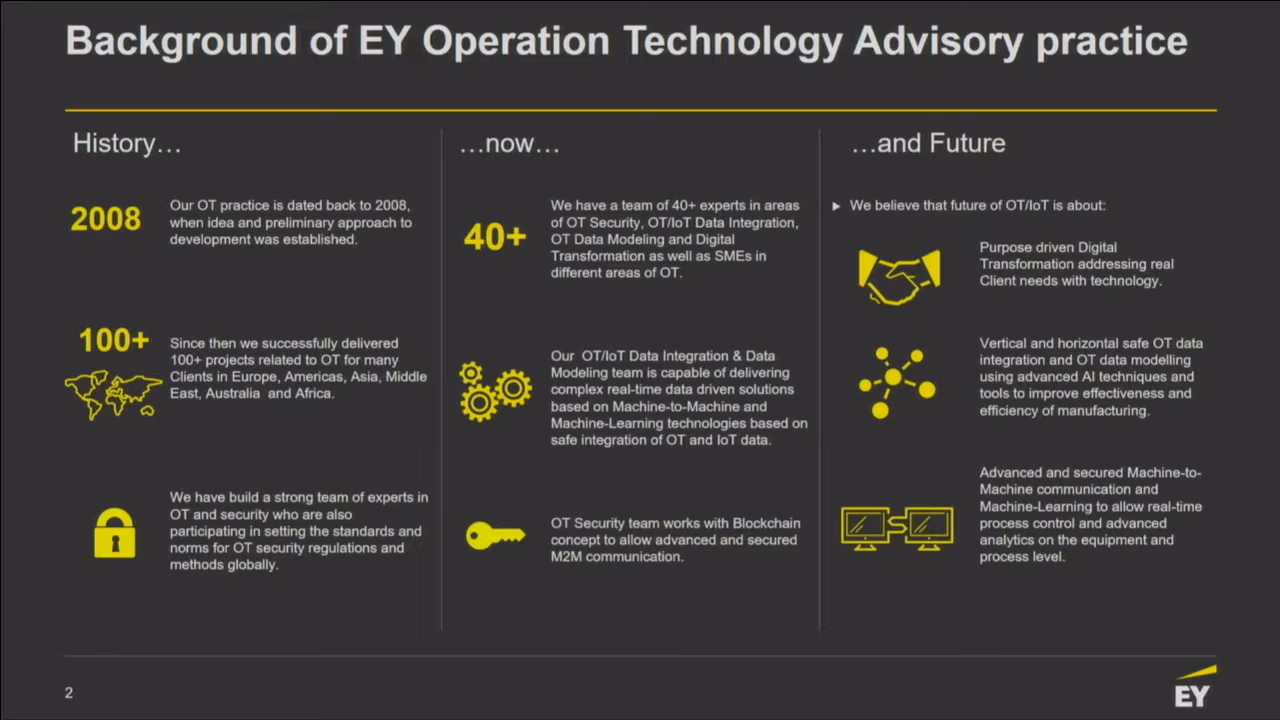 Background of EY Operation Technology Advisory practice
History…
2008
Our OT practice is dated back to 2008,
when idea and preliminary approach to
development was established.
100+
Since then we successfully delivered
100+ projects related to OT for many
Clients in Europe, Americas, Asia, Middle
East, Australia  and Africa.
We have build a strong team of experts in
OT and security who are also
participating in setting the standards and
norms for OT security regulations and
methods globally.
…now…
40+
We have a team of 40+ experts in areas
of OT Security, OT/IoT Data Integration,
OT Data Modeling and Digital
Transformation as well as SMEs in
different areas of OT.
Our  OT/IoT Data Integration & Data
Modeling team is capable of delivering
complex real-time data driven solutions
based on Machine-to-Machine and
Machine-Learning technologies based on
safe integration of OT and IoT data.
OT Security team works with Blockchain
concept to allow advanced and secured
M2M communication.
…and Future
► We believe that future of OT/IoT is about:
Purpose driven Digital
Transformation addressing real
Client needs with technology.
Vertical and horizontal safe OT data
integration and OT data modelling
using advanced AI techniques and
tools to improve effectiveness and
efficiency of manufacturing.
Advanced and secured Machine-to-
Machine communication and
Machine-Learning to allow real-time
process control and advanced
analytics on the equipment and
process level.
2
EY